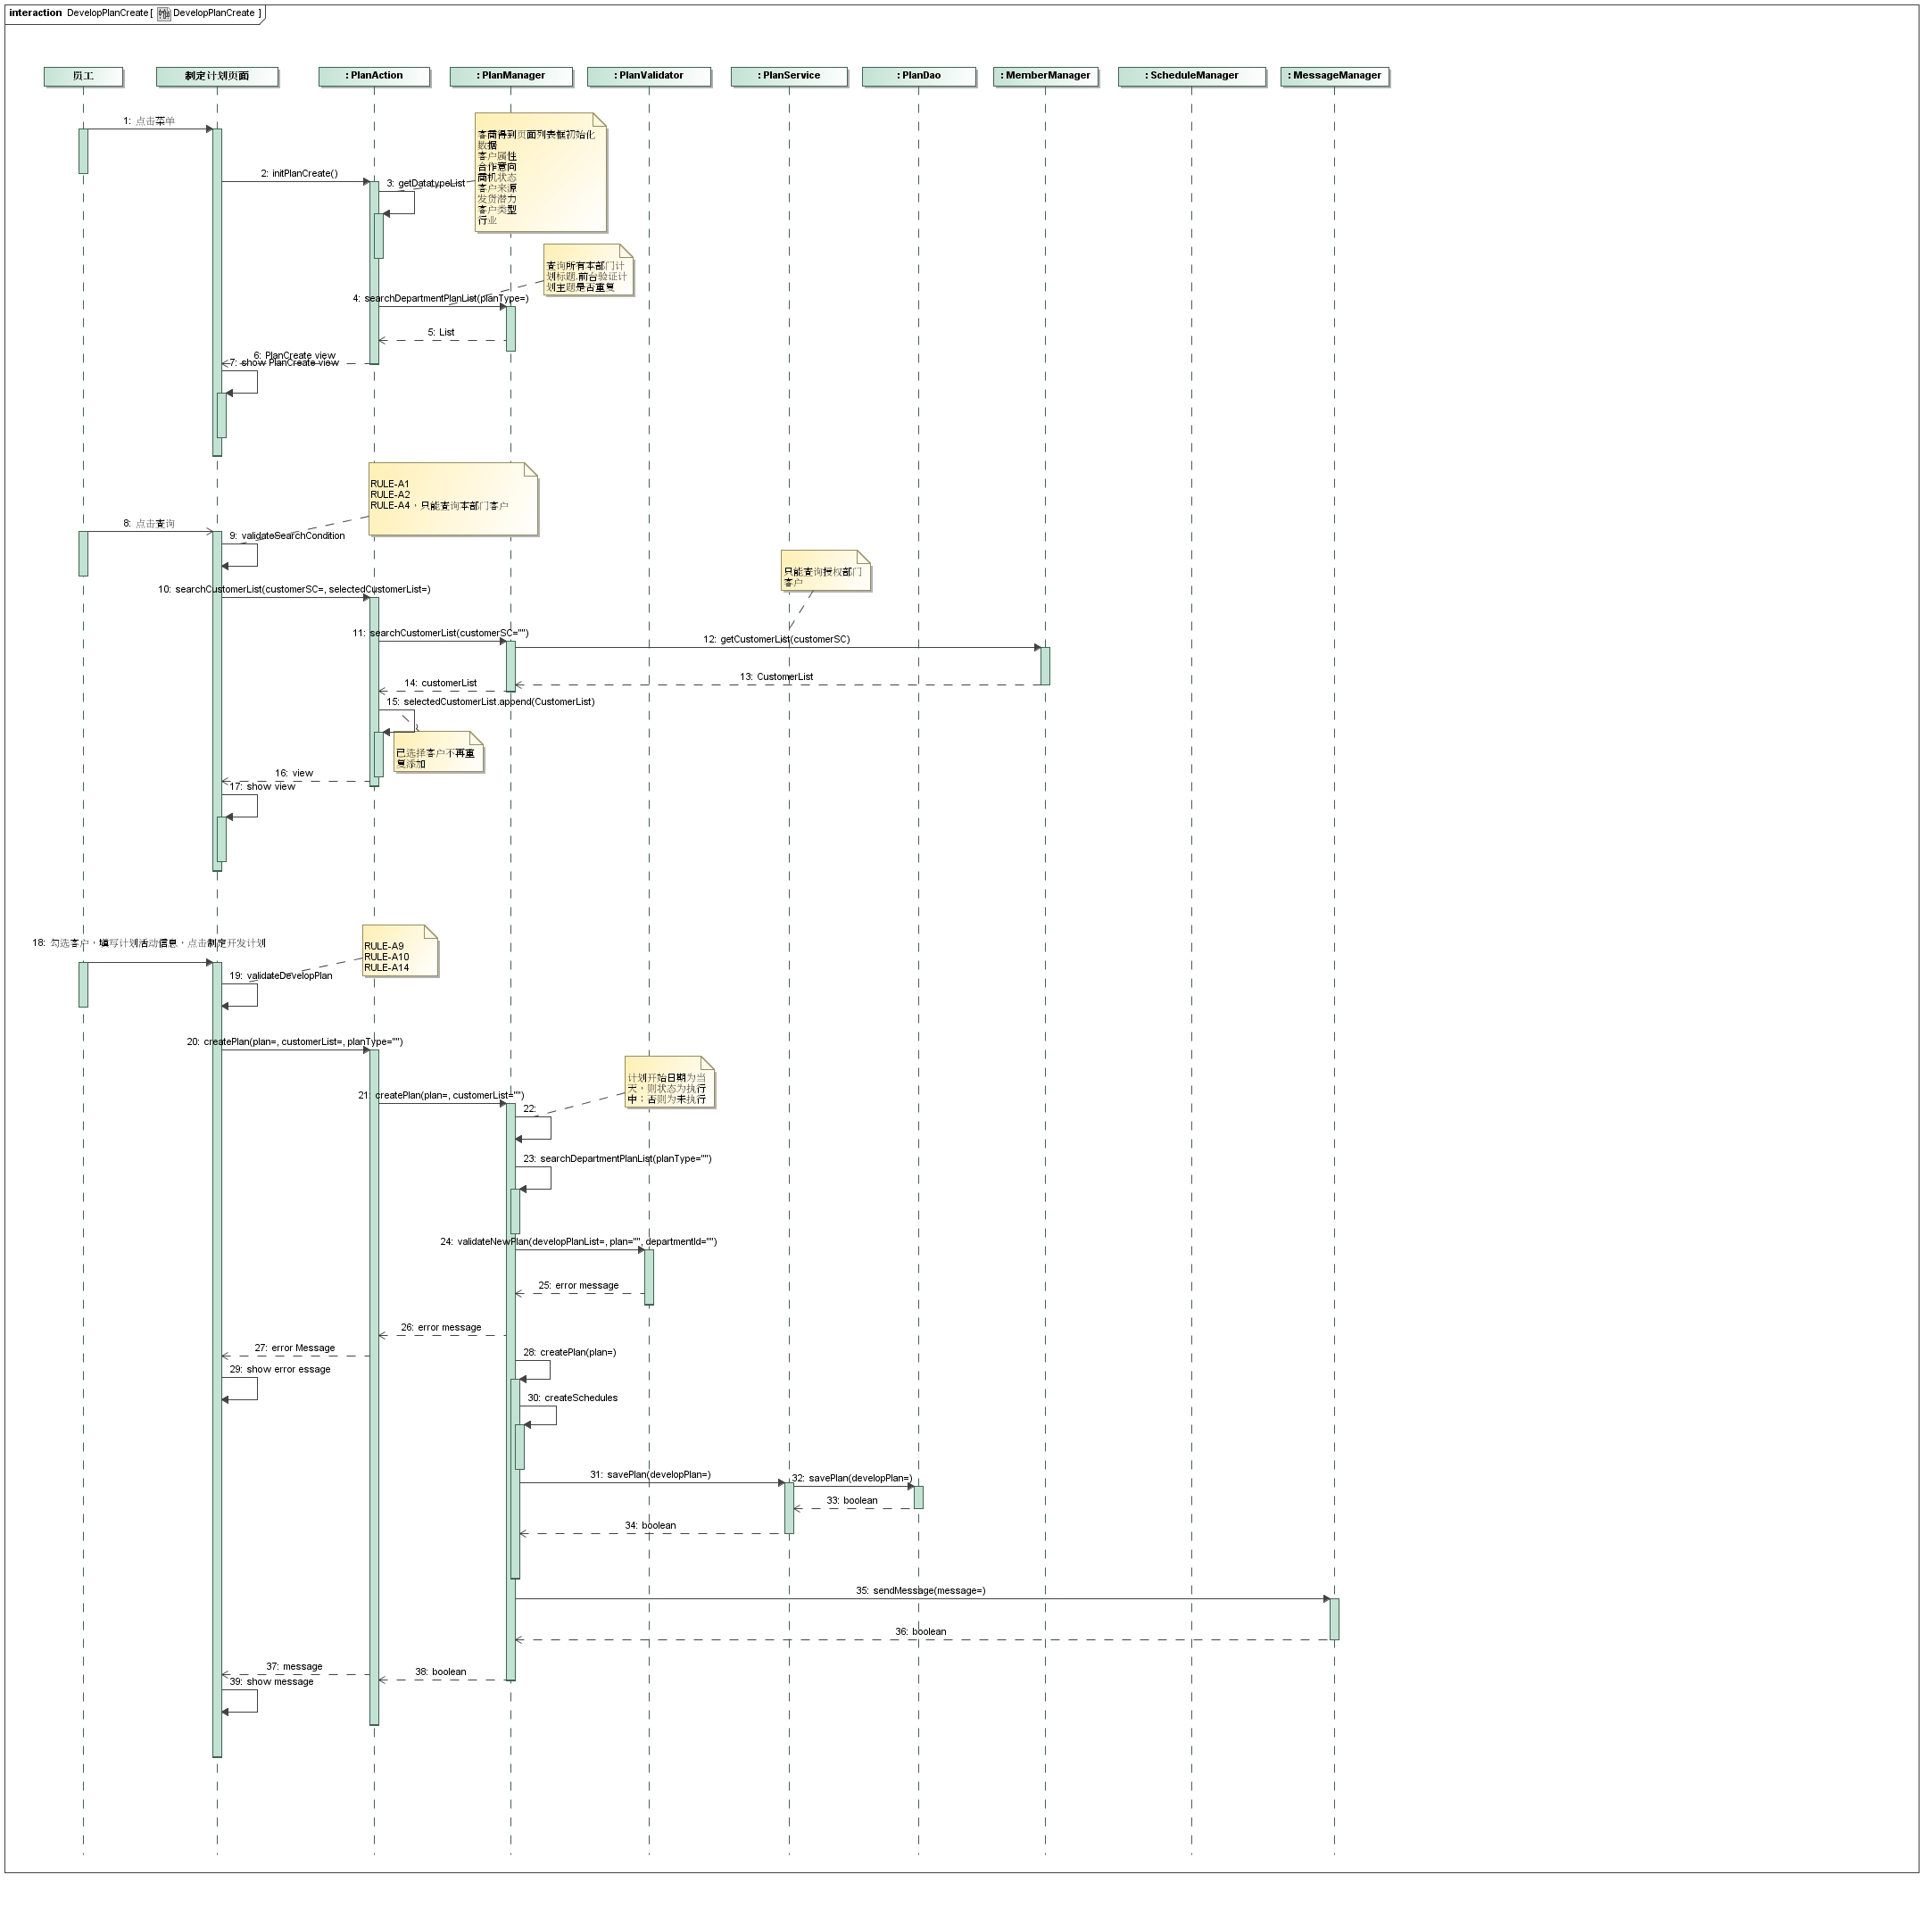 interaction DevelopPlanCreate [ DevelopPlanCreate ]
员工
制定计划页面
: PlanAction
: PlanManager
: PlanValidator
: PlanService
: PlanDao
: MemberManager
: ScheduleManager
: MessageManager
1: 点击菜单
客商得到页面列表框初始化
数据
客户属性
合作意向
商机状态
客户来源
发货潜力
客户类型
行业
2: initPlanCreate()
3: getDatatypeList
查询所有本部门计
划标题,前台验证计
划主题是否重复
4: searchDepartmentPlanList(planType=)
5: List
6: PlanCreate view
7: show PlanCreate view
RULE-A1
RULE-A2
RULE-A4，只能查询本部门客户
8: 点击查询
9: validateSearchCondition
只能查询授权部门
客户
10: searchCustomerList(customerSC=, selectedCustomerList=)
11: searchCustomerList(customerSC="")
12: getCustomerList(customerSC)
13: CustomerList
14: customerList
15: selectedCustomerList.append(CustomerList)
已选择客户不再重
复添加
16: view
17: show view
18: 勾选客户，填写计划活动信息，点击制定开发计划
RULE-A9
RULE-A10
RULE-A14
19: validateDevelopPlan
20: createPlan(plan=, customerList=, planType="")
计划开始日期为当
天，则状态为执行
中；否则为未执行
21: createPlan(plan=, customerList="")
22:
23: searchDepartmentPlanList(planType="")
24: validateNewPlan(developPlanList=, plan="", departmentId="")
25: error message
26: error message
27: error Message
28: createPlan(plan=)
29: show error essage
30: createSchedules
31: savePlan(developPlan=)
32: savePlan(developPlan=)
33: boolean
34: boolean
35: sendMessage(message=)
36: boolean
37: message
38: boolean
39: show message